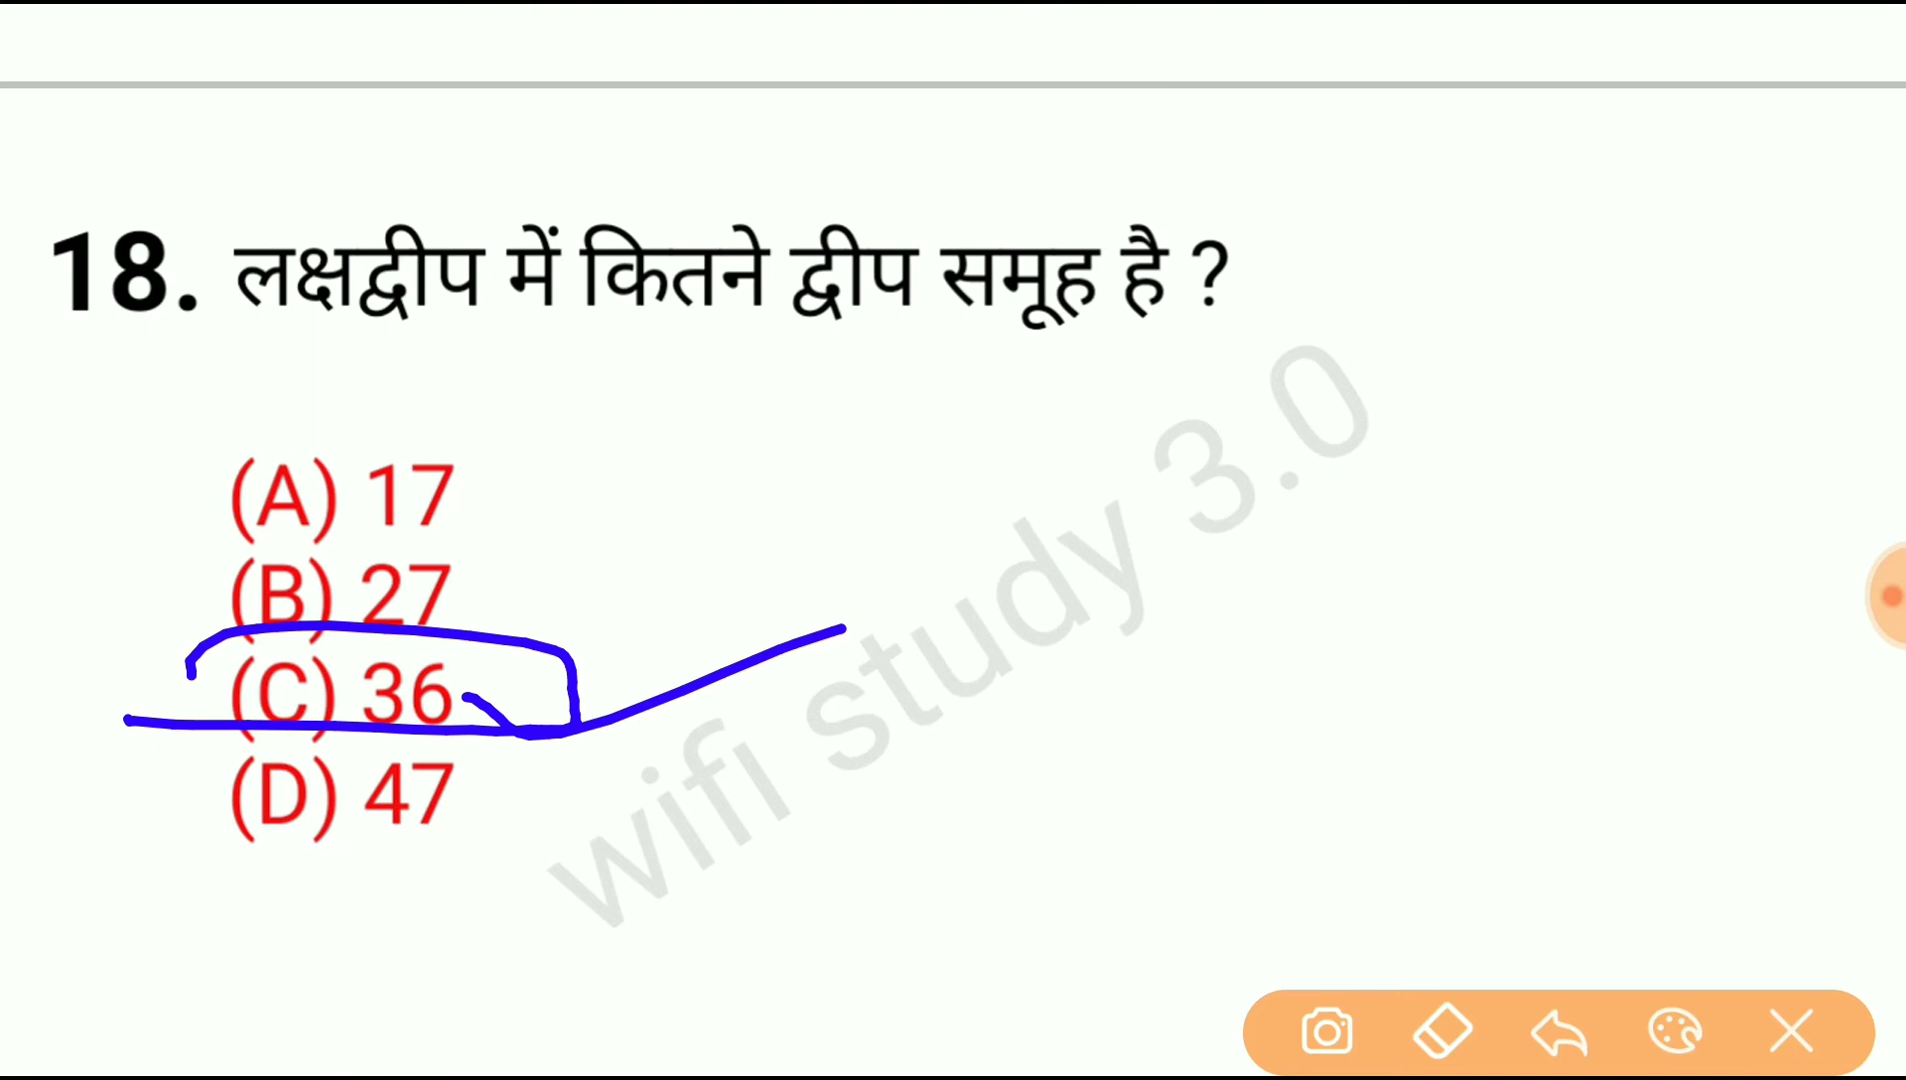 18. लक्षद्वीप में कितने द्वीप समूह है ?
(A) 17
(B) 27
(C) 36
(D) 47
wifi study 3.0